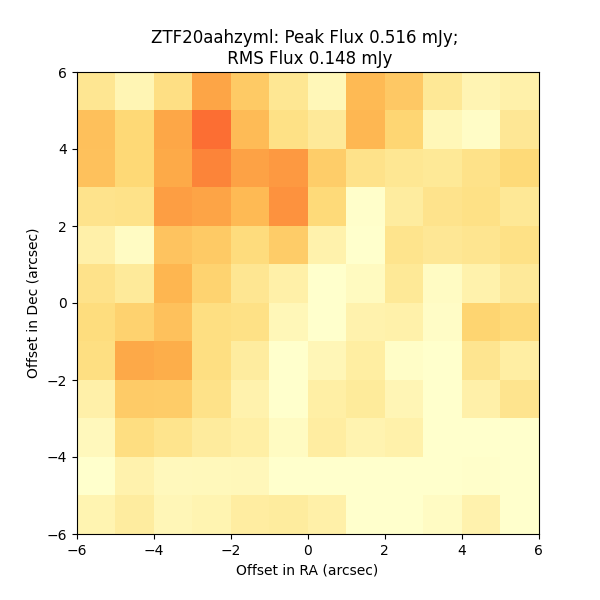 ZTF20aahzyml: Peak Flux 0.516 mJy;
RMS Flux 0.148 mJy
6
4
2
0
−2
−4
−6
Offset in Dec (arcsec)
−6 −4 −2 0 2 4 6
Offset in RA (arcsec)